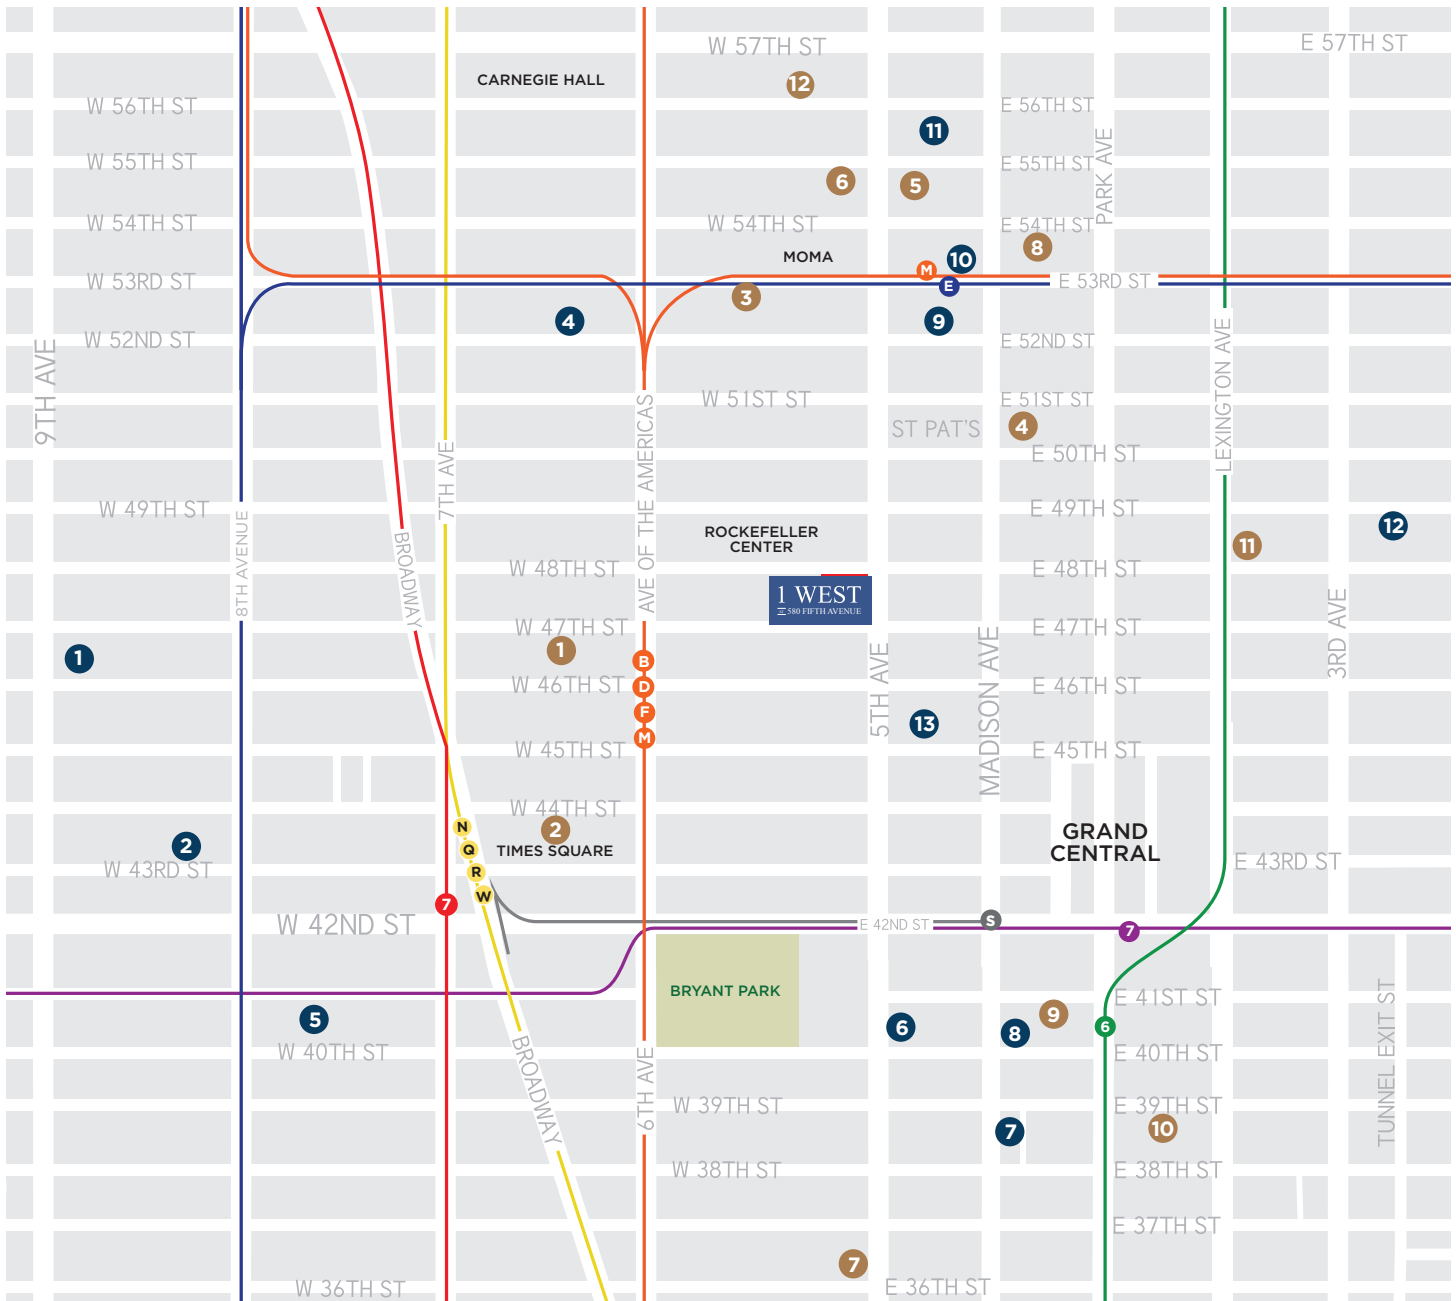 W 57TH ST
E 57TH ST
CARNEGIE HALL
12
W 56TH ST
E 56TH ST
11
PARK AVE
W 55TH ST
E 55TH ST
6
5
W 54TH ST
W 54TH ST
E 54TH ST
8
MOMA
10
M
W 53RD ST
E 53RD ST
E
3
4
9
W 52ND ST
E 52ND ST
9TH AVE
LEXINGTON AVE
W 51ST ST
E 51ST ST
ST PAT'S
4
E 50TH ST
7TH AVE
AVE OF THE AMERICAS
W 49TH ST
E 49TH ST
8TH AVENUE
BROADWAY
ROCKEFELLER
CENTER
12
11
W 48TH ST
E 48TH ST
1 WEST
580 FIFTH AVENUE
3RD AVE
W 47TH ST
E 47TH ST
1
1
B
5TH AVE
MADISON AVE
W 46TH ST
D
E 46TH ST
F
13
M
W 45TH ST
E 45TH ST
W 44TH ST
N
2
2
Q
TIMES SQUARE
GRAND
CENTRAL
W 43RD ST
R
E 43RD ST
W
7
W 42ND ST
E 42ND ST
S
7
BRYANT PARK
E 41ST ST
TUNNEL EXIT ST
5
6
8
9
6
W 40TH ST
E 40TH ST
BROADWAY
6TH AVE
W 39TH ST
E 39TH ST
7
10
W 38TH ST
E 38TH ST
E 37TH ST
7
W 36TH ST
E 36TH ST